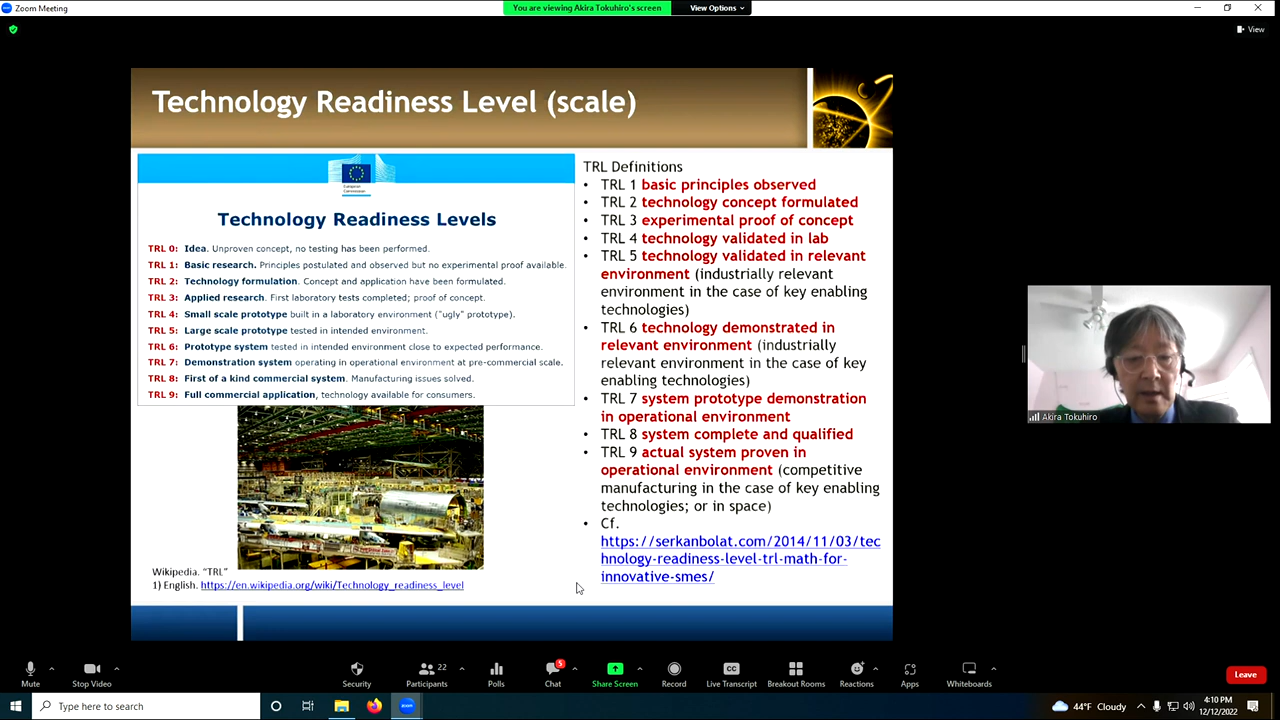 Zoom Meeting
You are viewing Akira Tokuhiro's screen
View Options
View
Technology Readiness Level (scale)
European
Commission
Technology Readiness Levels
TRL 0: Idea. Unproven concept, no testing has been performed.
TRL 1: Basic research. Principles postulated and observed but no experimental proof available.
TRL 2: Technology formulation. Concept and application have been formulated.
TRL 3: Applied research. First laboratory tests completed; proof of concept.
TRL 4: Small scale prototype built in a laboratory environment ("ugly" prototype).
TRL 5: Large scale prototype tested in intended environment.
TRL 6: Prototype system tested in intended environment close to expected performance.
TRL 7: Demonstration system operating in operational environment at pre-commercial scale.
TRL 8: First of a kind commercial system. Manufacturing issues solved.
TRL 9: Full commercial application, technology available for consumers.
Wikipedia. “TRL”
1) English. https://en.wikipedia.org/wiki/Technology_readiness_level
TRL Definitions
• TRL 1 basic principles observed
• TRL 2 technology concept formulated
• TRL 3 experimental proof of concept
• TRL 4 technology validated in lab
• TRL 5 technology validated in relevant
environment (industrially relevant
environment in the case of key enabling
technologies)
• TRL 6 technology demonstrated in
relevant environment (industrially
relevant environment in the case of key
enabling technologies)
• TRL 7 system prototype demonstration
in operational environment
• TRL 8 system complete and qualified
• TRL 9 actual system proven in
operational environment (competitive
manufacturing in the case of key enabling
technologies; or in space)
• Cf.
https://serkanbolat.com/2014/11/03/tec
hnology-readiness-level-trl-math-for-
innovative-smes/
Akira Tokuhiro
Mute
Stop Video
Security
Participants 22
Polls
Chat 5
Share Screen
Record
CC
Live Transcript
Breakout Rooms
Reactions
Apps
Whiteboards
Leave
Type here to search
44°F Cloudy
4:10 PM
12/12/2022